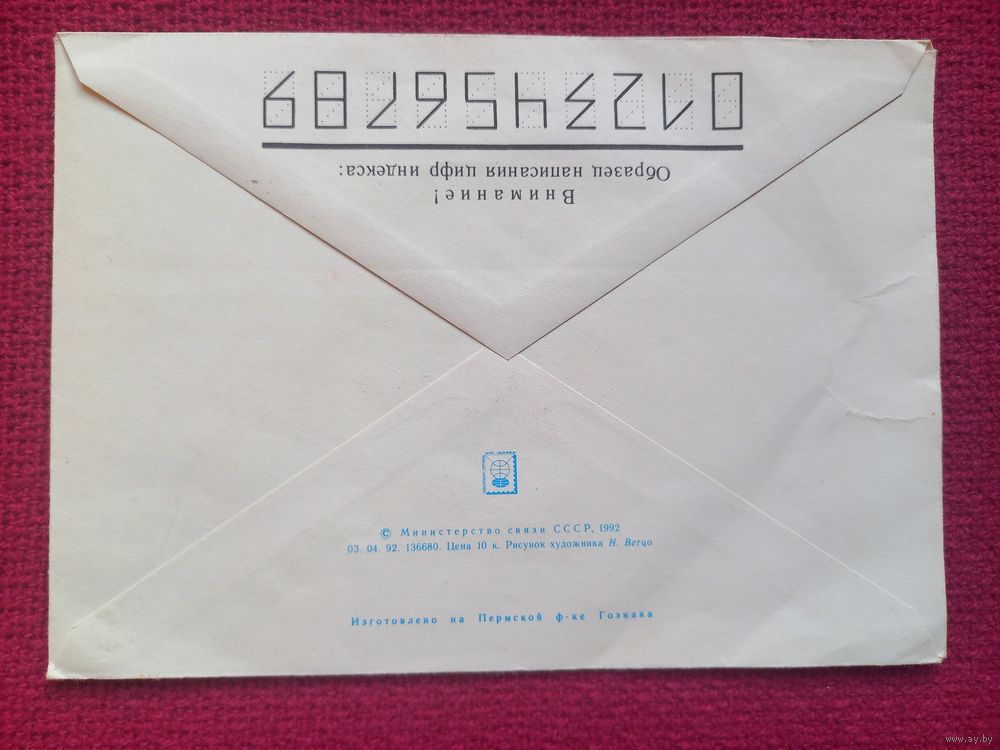 Внимание!
Образец написания цифр индекса:
0123456789
© Министерство связи СССР, 1992
03. 04. 92. 136680. Цена 10 к. Рисунок художника Н. Ветцо
Изготовлено на Пермской ф-ке Гознака
www.ay.by